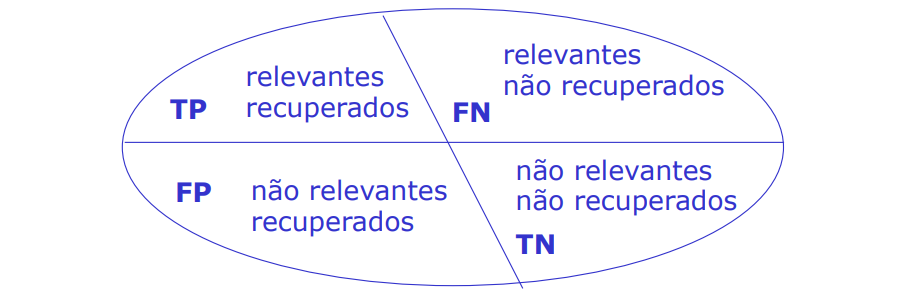 relevantes
recuperados
TP
relevantes
não recuperados
FN
FP
não relevantes
recuperados
não relevantes
não recuperados
TN